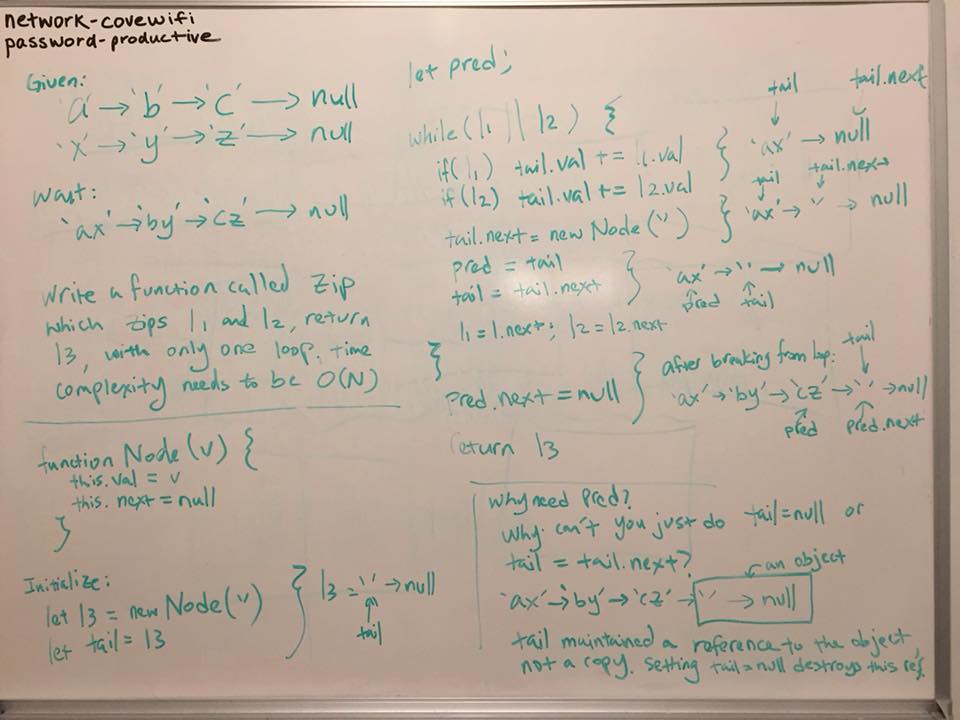 network-covewifi
password-productive
Given:
'a' → 'b' → 'c' → null
'x' → 'y' → 'z' → null
Want:
'ax' → 'by' → 'cz' → null
Write a function called Zip
which zips l1 and l2, return
l3, with only one loop. time
complexity needs to be O(N)
function Node(v) {
this.val = v
this.next = null
}
Initialize:
let l3 = new Node('')
let tail = l3
} l3 = '' → null
tail
let pred;
while(l1 || l2) {
if(l1) tail.val += l1.val
if(l2) tail.val += l2.val
tail.next = new Node('')
pred = tail
tail = tail.next
l1 = l.next; l2 = l2.next
}
pred.next = null
return l3
tail tail.next
} 'ax' → null
tail tail.next
} 'ax' → '' → null
} 'ax' → '' → null
pred tail
} after breaking from loop: tail
'ax' → 'by' → 'cz' → '' → null
pred pred.next
Why need Pred?
Why can't you just do tail=null or
tail = tail.next?
an object
'ax' → 'by' → 'cz' → '' → null
tail maintained a reference to the object,
not a copy. Setting tail=null destroys this ref.